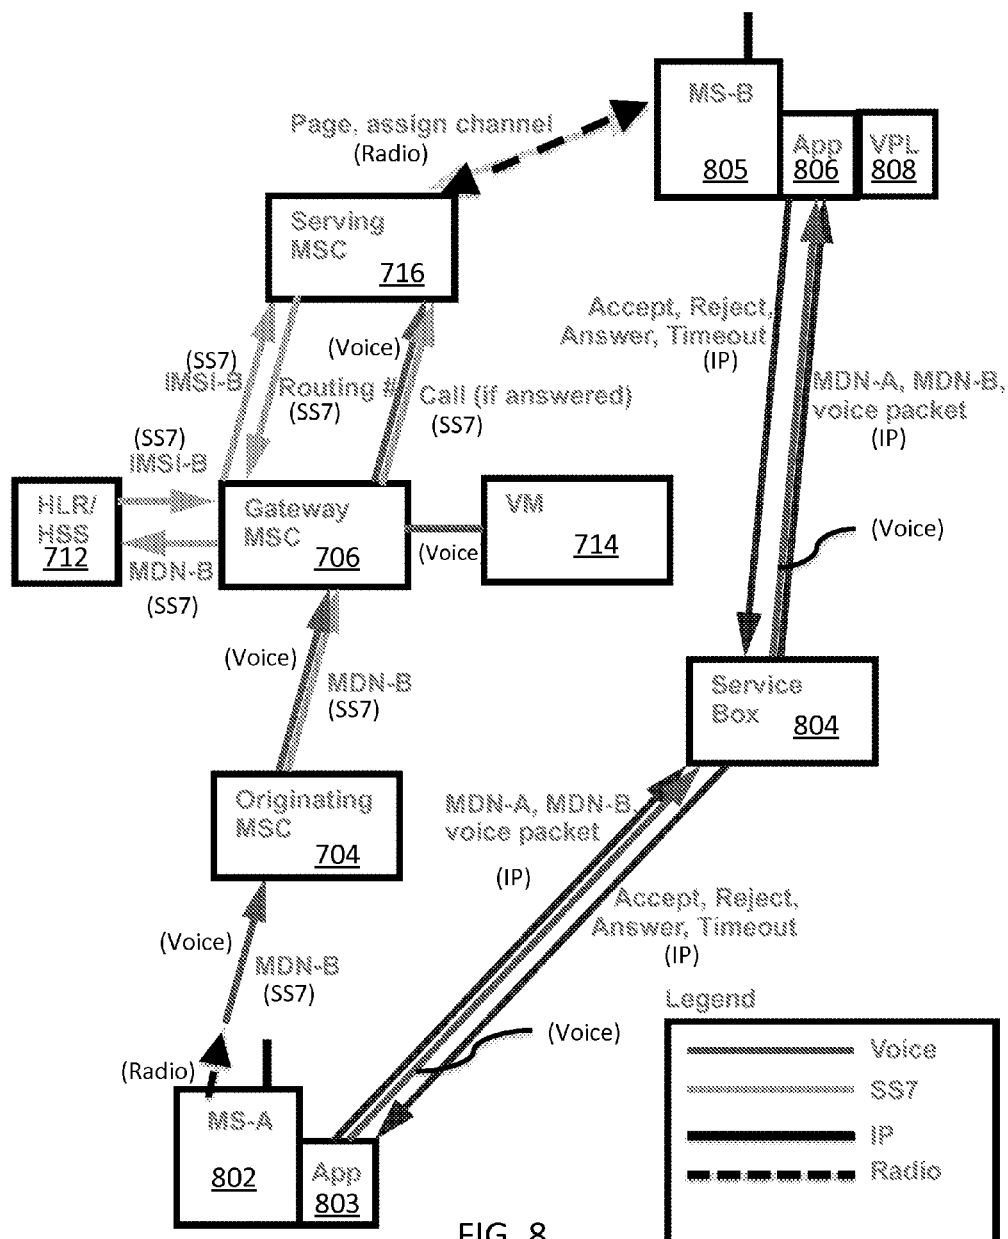 MS-B
805
App
806
VPL
808
Page, assign channel
(Radio)
Serving
MSC
716
Accept, Reject,
Answer, Timeout
(IP)
MDN-A, MDN-B,
voice packet
(IP)
(Voice)
(SS7)
IMSI-B
Routing #
(SS7)
Call (if answered)
(SS7)
(SS7)
IMSI-B
HLR/
HSS
712
MDN-B
(SS7)
Gateway
MSC
706
(Voice
VM
714
(Voice)
(Voice)
MDN-B
(SS7)
Service
Box
804
Originating
MSC
704
MDN-A, MDN-B,
voice packet
(IP)
Accept, Reject,
Answer, Timeout
(IP)
(Voice)
MDN-B
(SS7)
(Voice)
(Radio)
MS-A
802
App
803
Legend
Voice
SS7
IP
Radio
FIG. 8